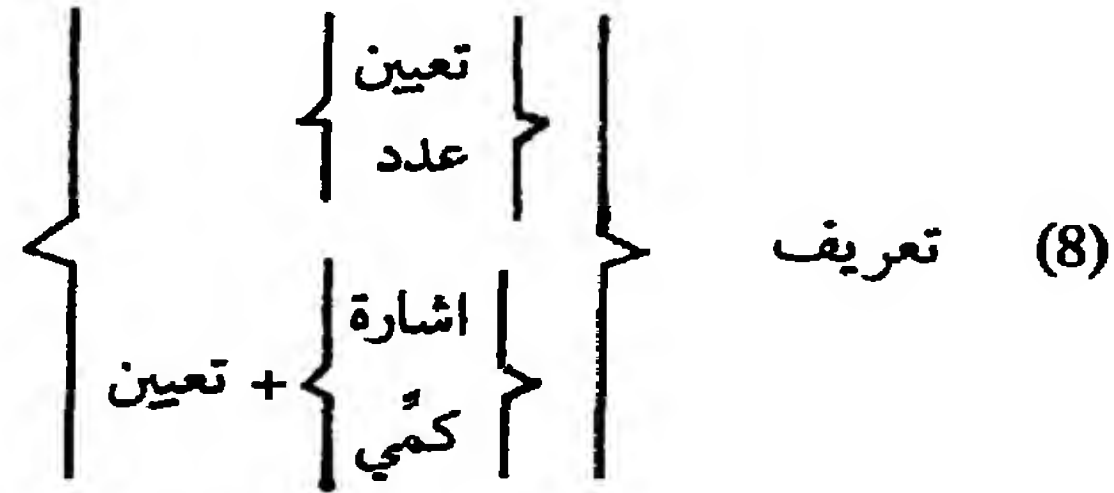 تعيين
عدد
(8) تعريف
اشارة
+ تعيين
كمّي